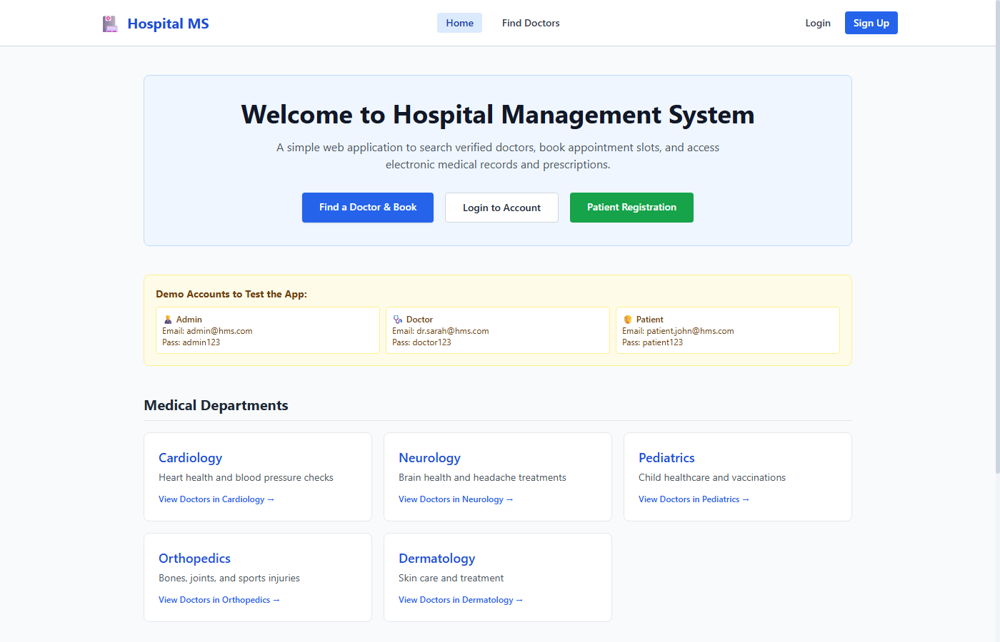 Hospital MS
Home
Find Doctors
Login
Sign Up
Welcome to Hospital Management System
A simple web application to search verified doctors, book appointment slots, and access
electronic medical records and prescriptions.
Find a Doctor & Book
Login to Account
Patient Registration
Demo Accounts to Test the App:
Admin
Email: admin@hms.com
Pass: admin123
Doctor
Email: dr.sarah@hms.com
Pass: doctor123
Patient
Email: patient.john@hms.com
Pass: patient123
Medical Departments
Cardiology
Heart health and blood pressure checks
View Doctors in Cardiology →
Neurology
Brain health and headache treatments
View Doctors in Neurology →
Pediatrics
Child healthcare and vaccinations
View Doctors in Pediatrics →
Orthopedics
Bones, joints, and sports injuries
View Doctors in Orthopedics →
Dermatology
Skin care and treatment
View Doctors in Dermatology →